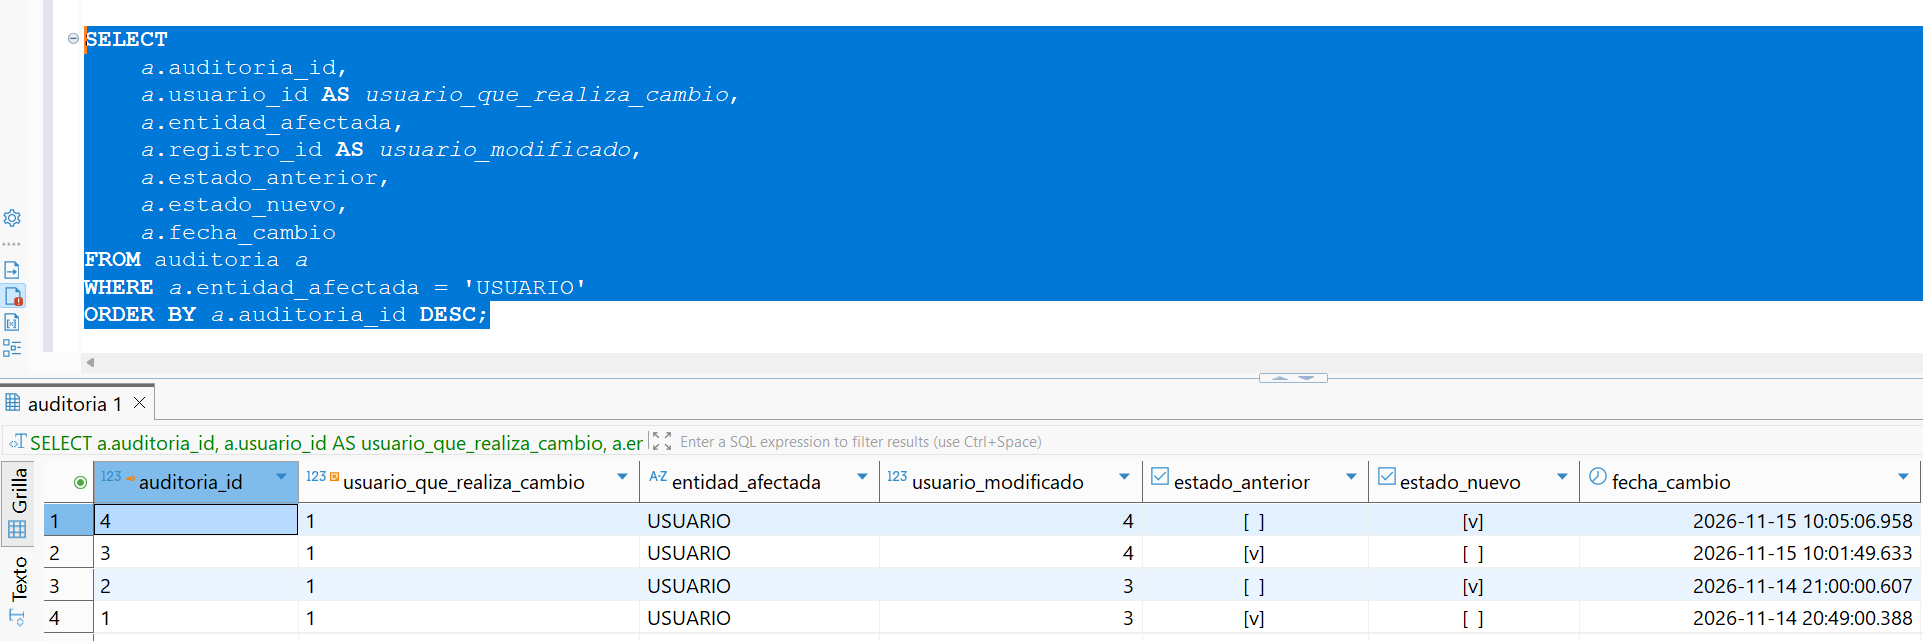 SELECT
a.auditoria_id,
a.usuario_id AS usuario_que_realiza_cambio,
a.entidad_afectada,
a.registro_id AS usuario_modificado,
a.estado_anterior,
a.estado_nuevo,
a.fecha_cambio
FROM auditoria a
WHERE a.entidad_afectada = 'USUARIO'
ORDER BY a.auditoria_id DESC;
auditoria 1
SELECT a.auditoria_id, a.usuario_id AS usuario_que_realiza_cambio, a.er Enter a SQL expression to filter results (use Ctrl+Space)
Grilla
Texto
123 auditoria_id 123 usuario_que_realiza_cambio A-Z entidad_afectada 123 usuario_modificado estado_anterior estado_nuevo fecha_cambio
1 4 1 USUARIO 4 [ ] [v] 2026-11-15 10:05:06.958
2 3 1 USUARIO 4 [v] [ ] 2026-11-15 10:01:49.633
3 2 1 USUARIO 3 [ ] [v] 2026-11-14 21:00:00.607
4 1 1 USUARIO 3 [v] [ ] 2026-11-14 20:49:00.388